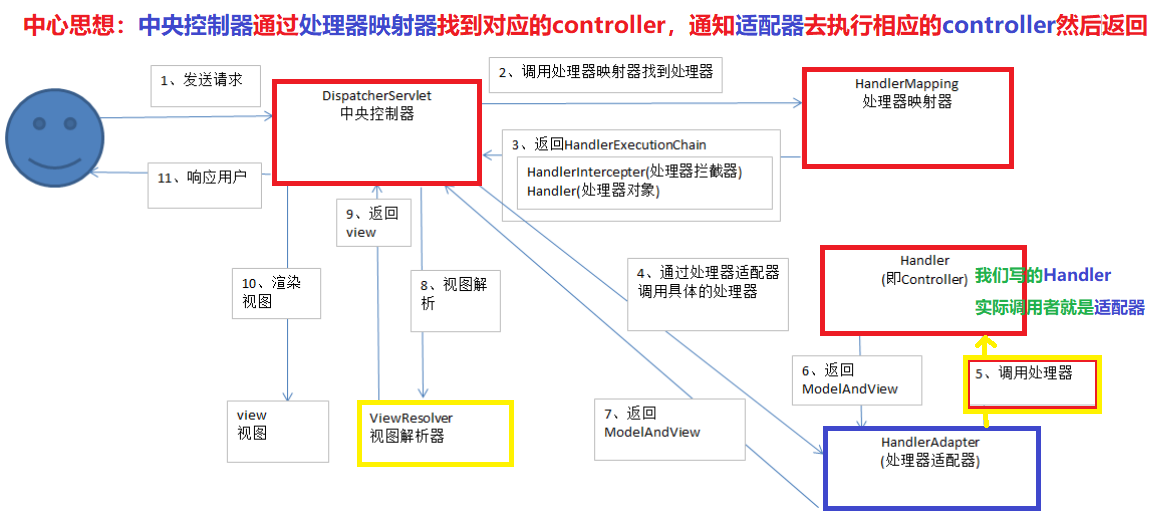 中心思想：中央控制器通过处理器映射器找到对应的controller，通知适配器去执行相应的controller然后返回
1、发送请求
DispatcherServlet
中央控制器
2、调用处理器映射器找到处理器
HandlerMapping
处理器映射器
3、返回HandlerExecutionChain
HandlerIntercepter(处理器拦截器)
Handler(处理器对象)
11、响应用户
9、返回
view
10、渲染
视图
8、视图解
析
4、通过处理器适配器
调用具体的处理器
Handler
(即Controller)
我们写的Handler
实际调用者就是适配器
6、返回
ModelAndView
5、调用处理器
view
视图
ViewResolver
视图解析器
7、返回
ModelAndView
HandlerAdapter
(处理器适配器)